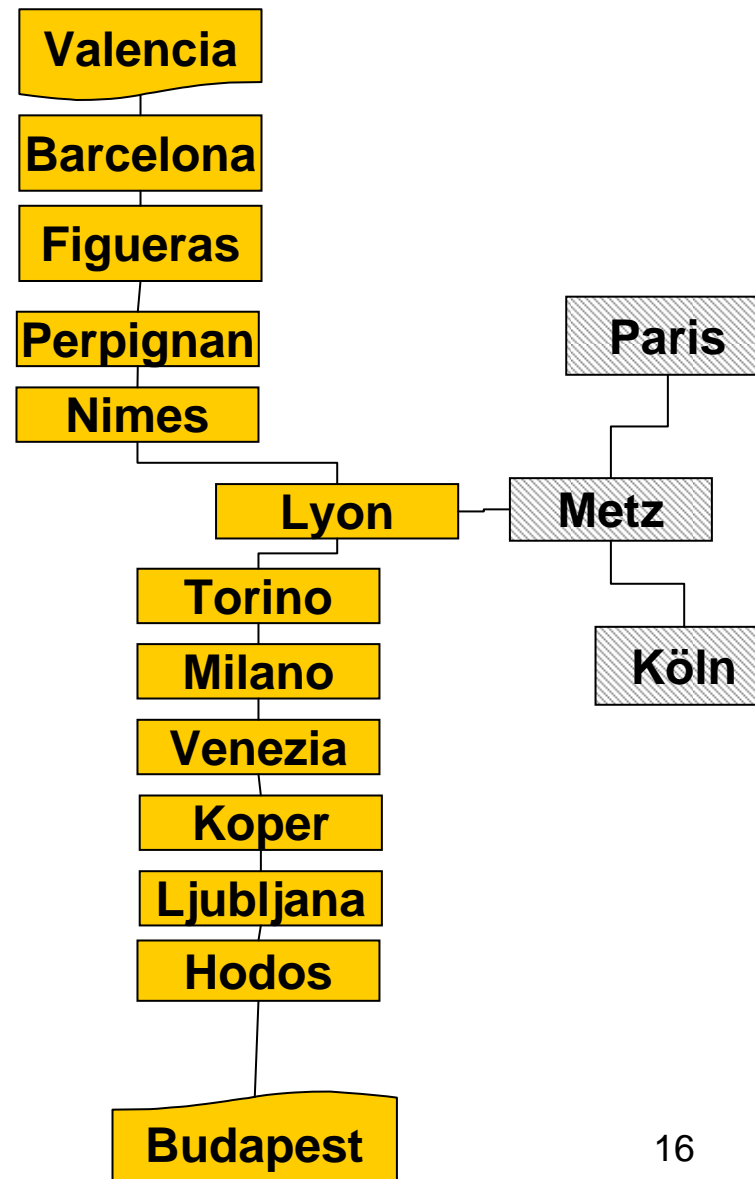 Valencia
Barcelona
Figueras
Perpignan
Paris
Nimes
Lyon
Metz
Torino
Köln
Milano
Venezia
Koper
Ljubljana
Hodos
Budapest
16